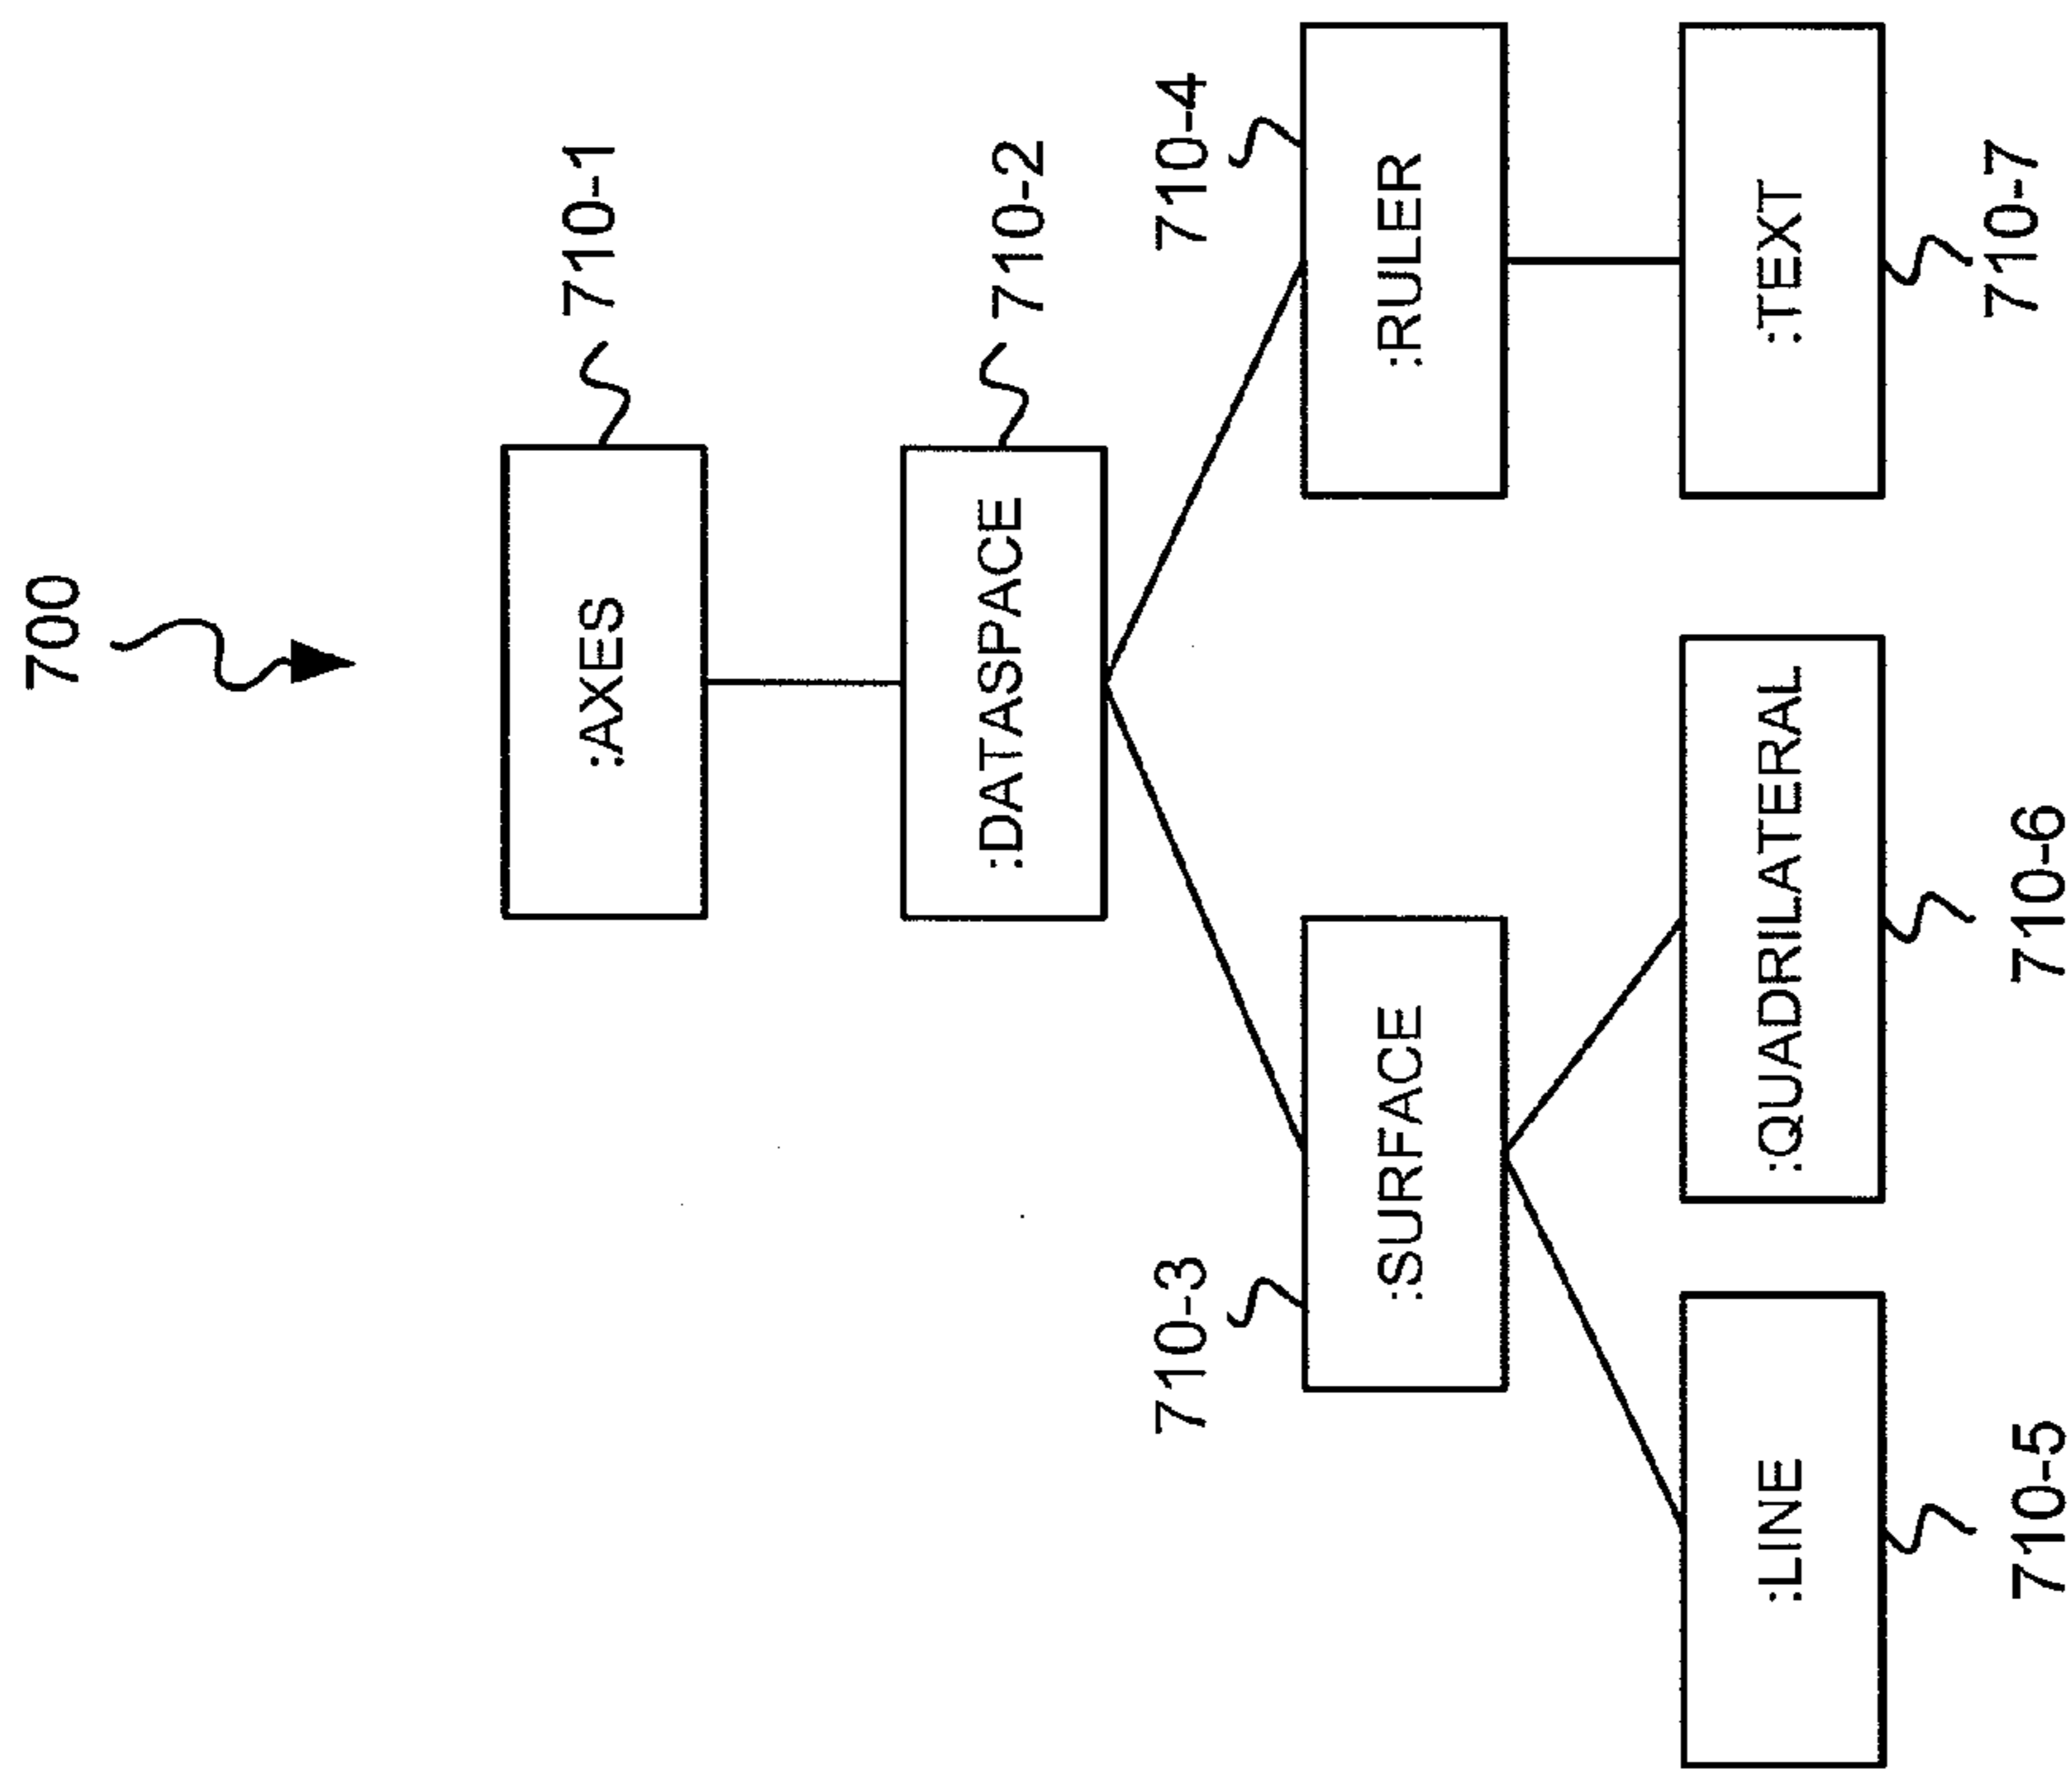 700
:AXES
710-1
:DATASPACE
710-2
710-3
:SURFACE
710-4
:RULER
:LINE
710-5
:QUADRILATERAL
710-6
:TEXT
710-7